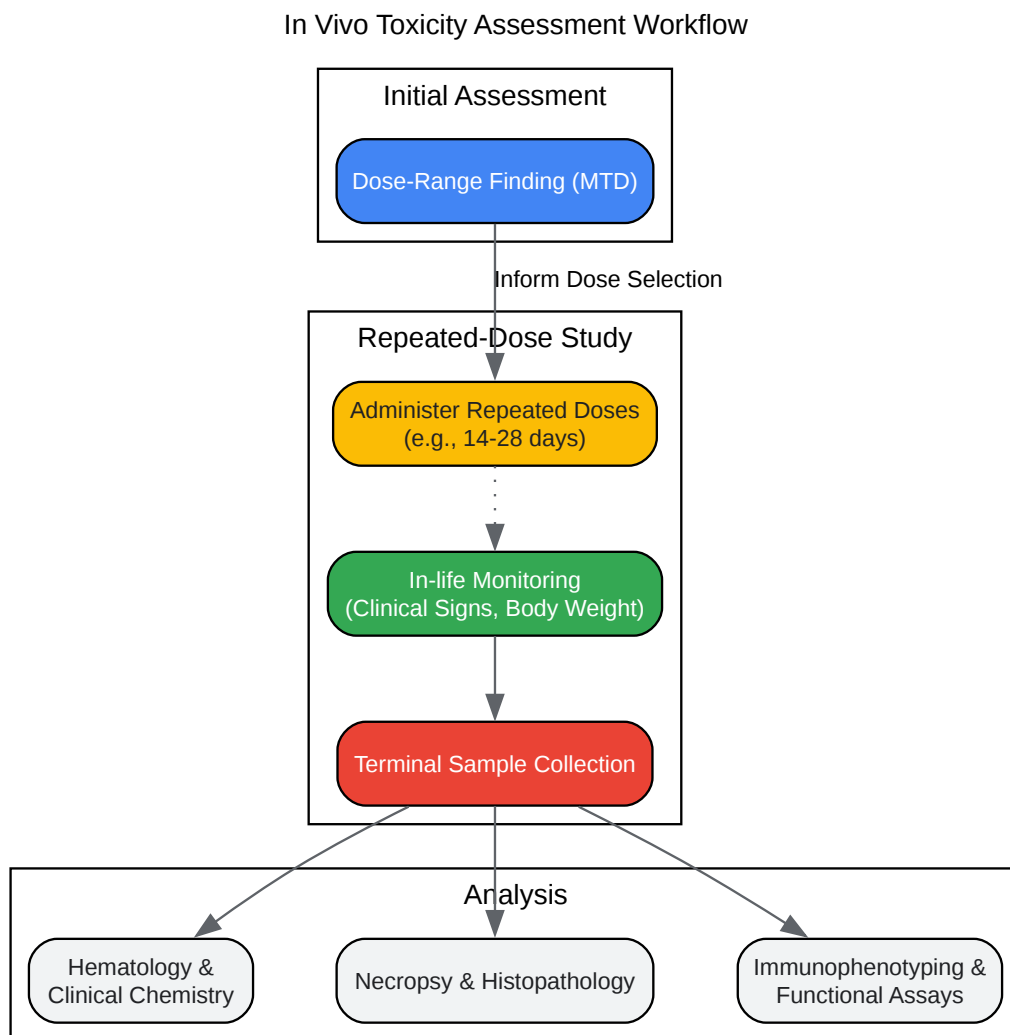 In Vivo Toxicity Assessment Workflow
Initial Assessment
Dose-Range Finding (MTD)
Inform Dose Selection
Repeated-Dose Study
Administer Repeated Doses
(e.g., 14-28 days)
In-life Monitoring
(Clinical Signs, Body Weight)
Terminal Sample Collection
Analysis
Hematology &
Clinical Chemistry
Necropsy & Histopathology
Immunophenotyping &
Functional Assays